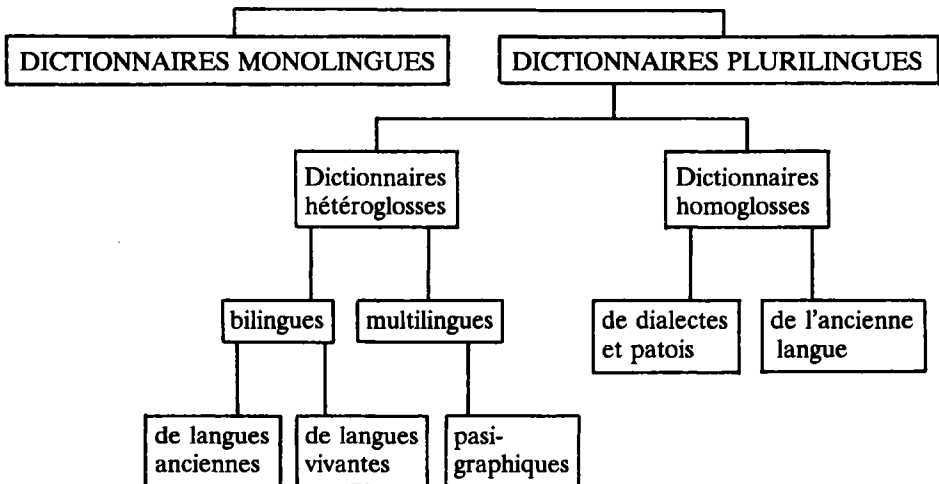 DICTIONNAIRES MONOLINGUES
DICTIONNAIRES PLURILINGUES
Dictionnaires
hétéroglosses
Dictionnaires
homoglosses
bilingues
multilingues
de dialectes
et patois
de l'ancienne
langue
de langues
anciennes
de langues
vivantes
pasi-
graphiques